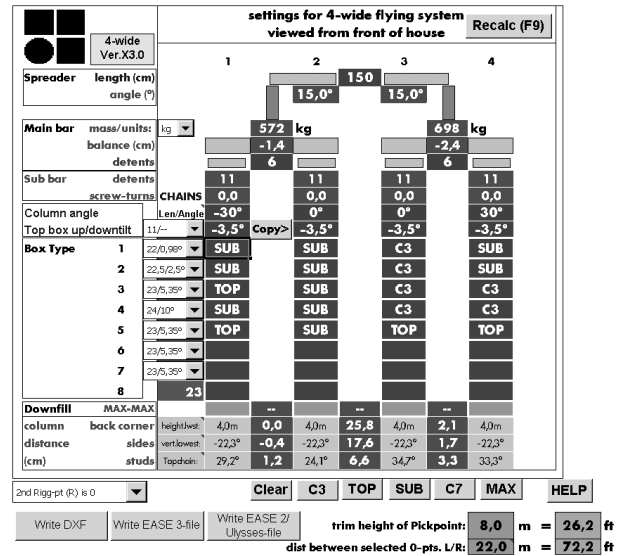 settings for 4-wide flying system
viewed from front of house
Recalc (F9)
4-wide
Ver.X3.0
1 2 3 4
Spreader length (cm) 150
angle (º) 15,0° 15,0°
Main bar mass/units: kg 572 kg 698 kg
balance (cm) -1,4 -2,4
detents 6 6
Sub bar detents 11 11 11 11
screw-turns CHAINS 0,0 0,0 0,0 0,0
Column angle Len/Angle -30° 0° 0° 30°
Top box up/downtilt 11/-- -3,5° Copy> -3,5° -3,5° -3,5°
Box Type 1 22/0,98º SUB SUB C3 SUB
2 22,5/2,5º SUB SUB C3 SUB
3 23/5,35º TOP SUB C3 C3
4 24/10º SUB SUB C3 C3
5 23/5,35º TOP SUB TOP TOP
6 23/5,35º
7 23/5,35º
8 23
Downfill MAX-MAX -- -- --
column back corner height.lwst: 4,0m 0,0 4,0m 25,8 4,0m 2,1 4,0m
distance sides vert.lowest: -22,3° -0,4 -22,3° 17,6 -22,3° 1,7 -22,3°
(cm) studs Topchain: 29,2° 1,2 24,1° 6,6 34,7° 3,3 33,3°
2nd Rigg-pt (R) is 0 Clear C3 TOP SUB C7 MAX HELP
Write DXF Write EASE 3-file Write EASE 2/
Ulysses-file
trim height of Pickpoint: 8,0 m = 26,2 ft
dist between selected 0-pts. L/R: 22,0 m = 72,2 ft